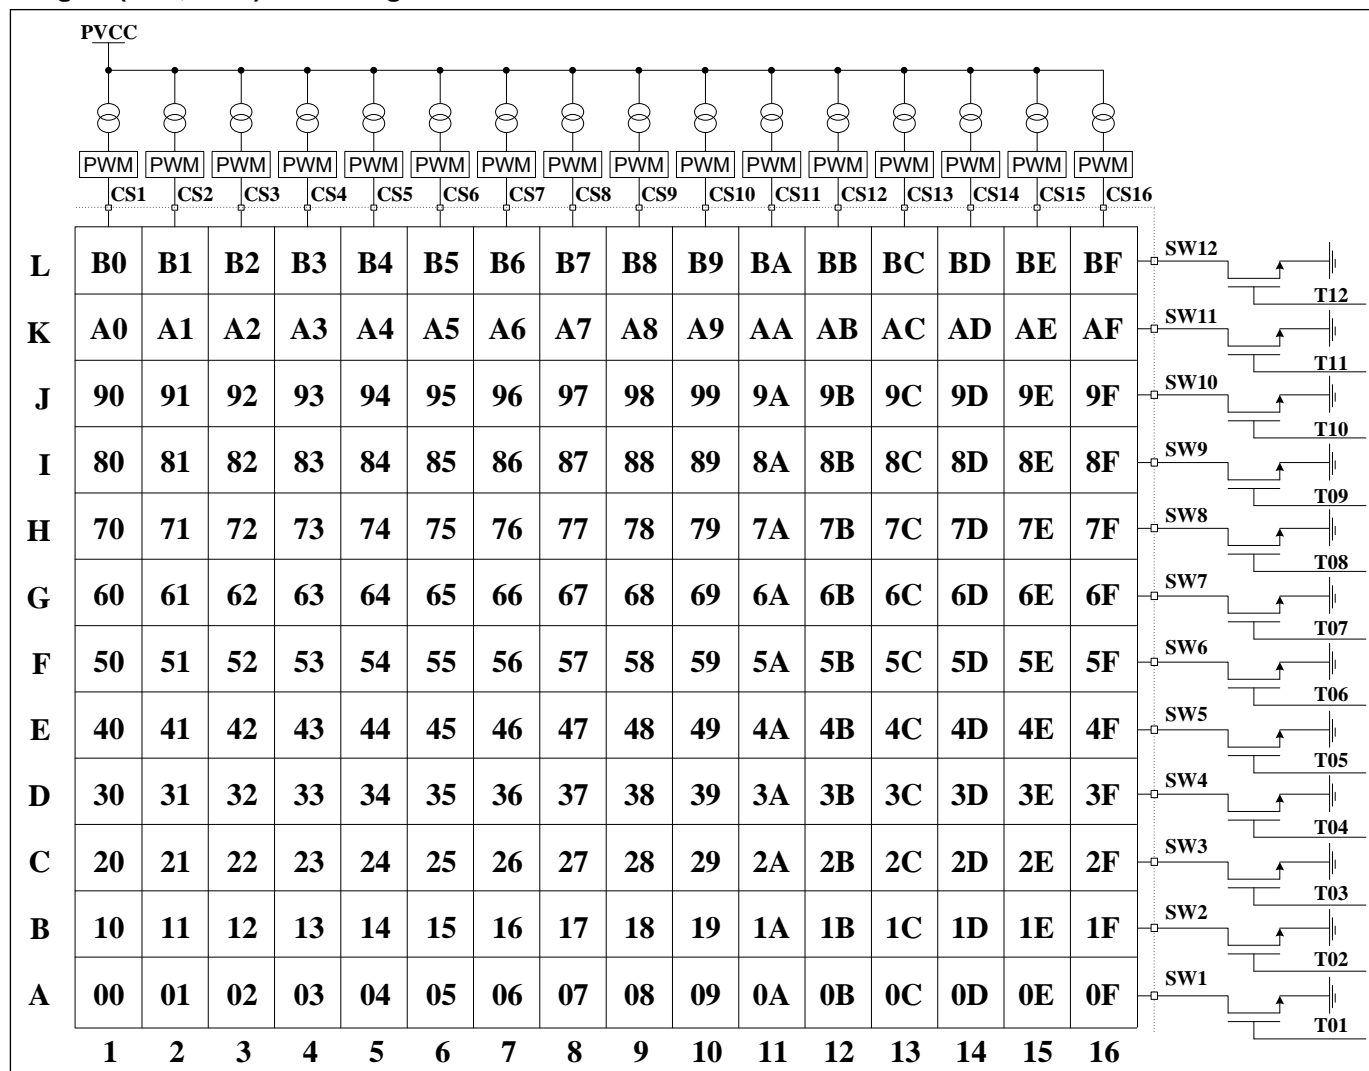 PVCC
PWM PWM PWM PWM PWM PWM PWM PWM PWM PWM PWM PWM PWM PWM PWM PWM
CS1 CS2 CS3 CS4 CS5 CS6 CS7 CS8 CS9 CS10 CS11 CS12 CS13 CS14 CS15 CS16
L B0 B1 B2 B3 B4 B5 B6 B7 B8 B9 BA BB BC BD BE BF SW12
T12
K A0 A1 A2 A3 A4 A5 A6 A7 A8 A9 AA AB AC AD AE AF SW11
T11
J 90 91 92 93 94 95 96 97 98 99 9A 9B 9C 9D 9E 9F SW10
T10
I 80 81 82 83 84 85 86 87 88 89 8A 8B 8C 8D 8E 8F SW9
T09
H 70 71 72 73 74 75 76 77 78 79 7A 7B 7C 7D 7E 7F SW8
T08
G 60 61 62 63 64 65 66 67 68 69 6A 6B 6C 6D 6E 6F SW7
T07
F 50 51 52 53 54 55 56 57 58 59 5A 5B 5C 5D 5E 5F SW6
T06
E 40 41 42 43 44 45 46 47 48 49 4A 4B 4C 4D 4E 4F SW5
T05
D 30 31 32 33 34 35 36 37 38 39 3A 3B 3C 3D 3E 3F SW4
T04
C 20 21 22 23 24 25 26 27 28 29 2A 2B 2C 2D 2E 2F SW3
T03
B 10 11 12 13 14 15 16 17 18 19 1A 1B 1C 1D 1E 1F SW2
T02
A 00 01 02 03 04 05 06 07 08 09 0A 0B 0C 0D 0E 0F SW1
T01
1 2 3 4 5 6 7 8 9 10 11 12 13 14 15 16